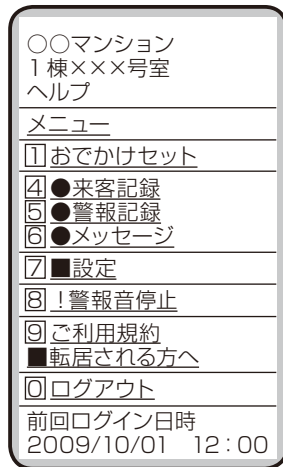 ○○マンション
1棟×××号室
ヘルプ
メニュー
1おでかけセット
4●来客記録
5●警報記録
6●メッセージ
7■設定
8！警報音停止
9ご利用規約
■転居される方へ
0ログアウト
前回ログイン日時
2009/10/01　12：00